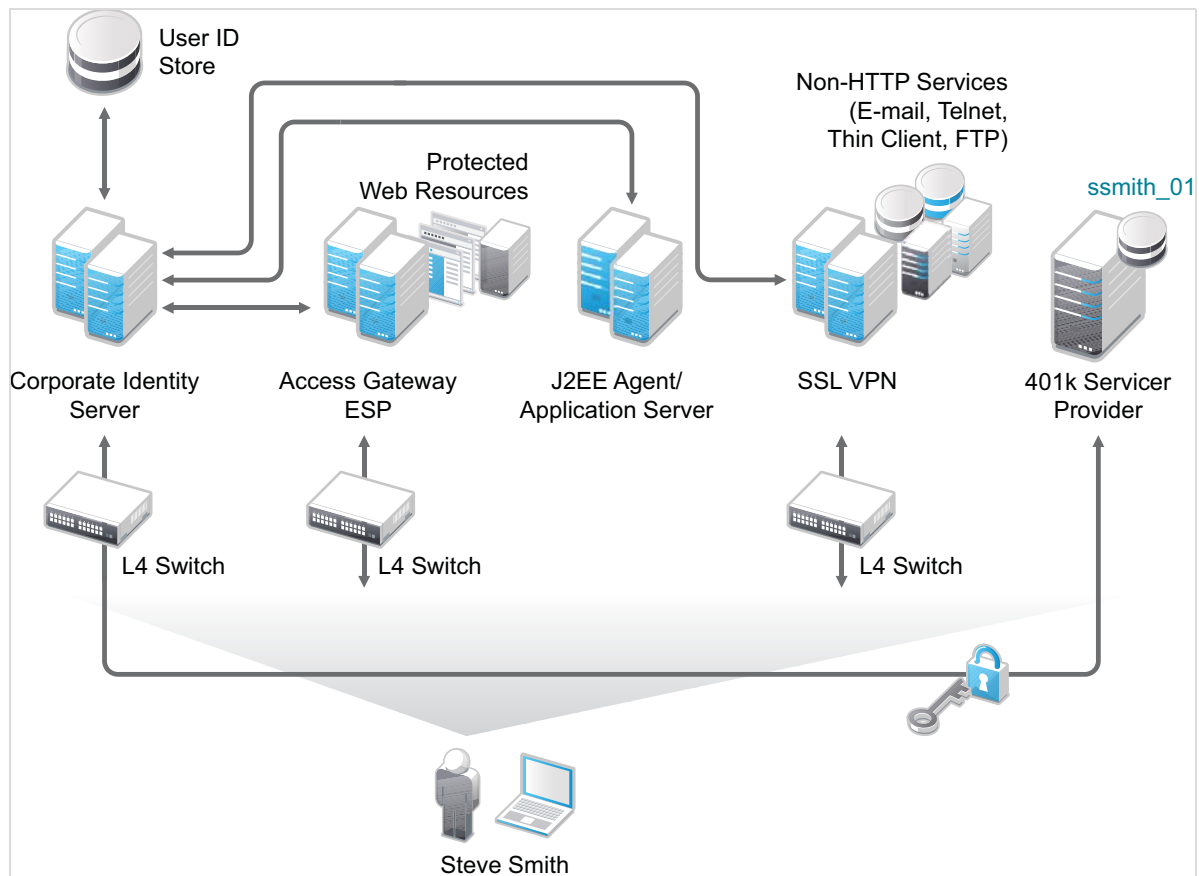 User ID
Store
Non-HTTP Services
(E-mail, Telnet,
Thin Client, FTP)
Protected
Web Resources
ssmith_01
Corporate Identity
Server
Access Gateway
ESP
J2EE Agent/
Application Server
SSL VPN
401k Servicer
Provider
L4 Switch
L4 Switch
L4 Switch
Steve Smith